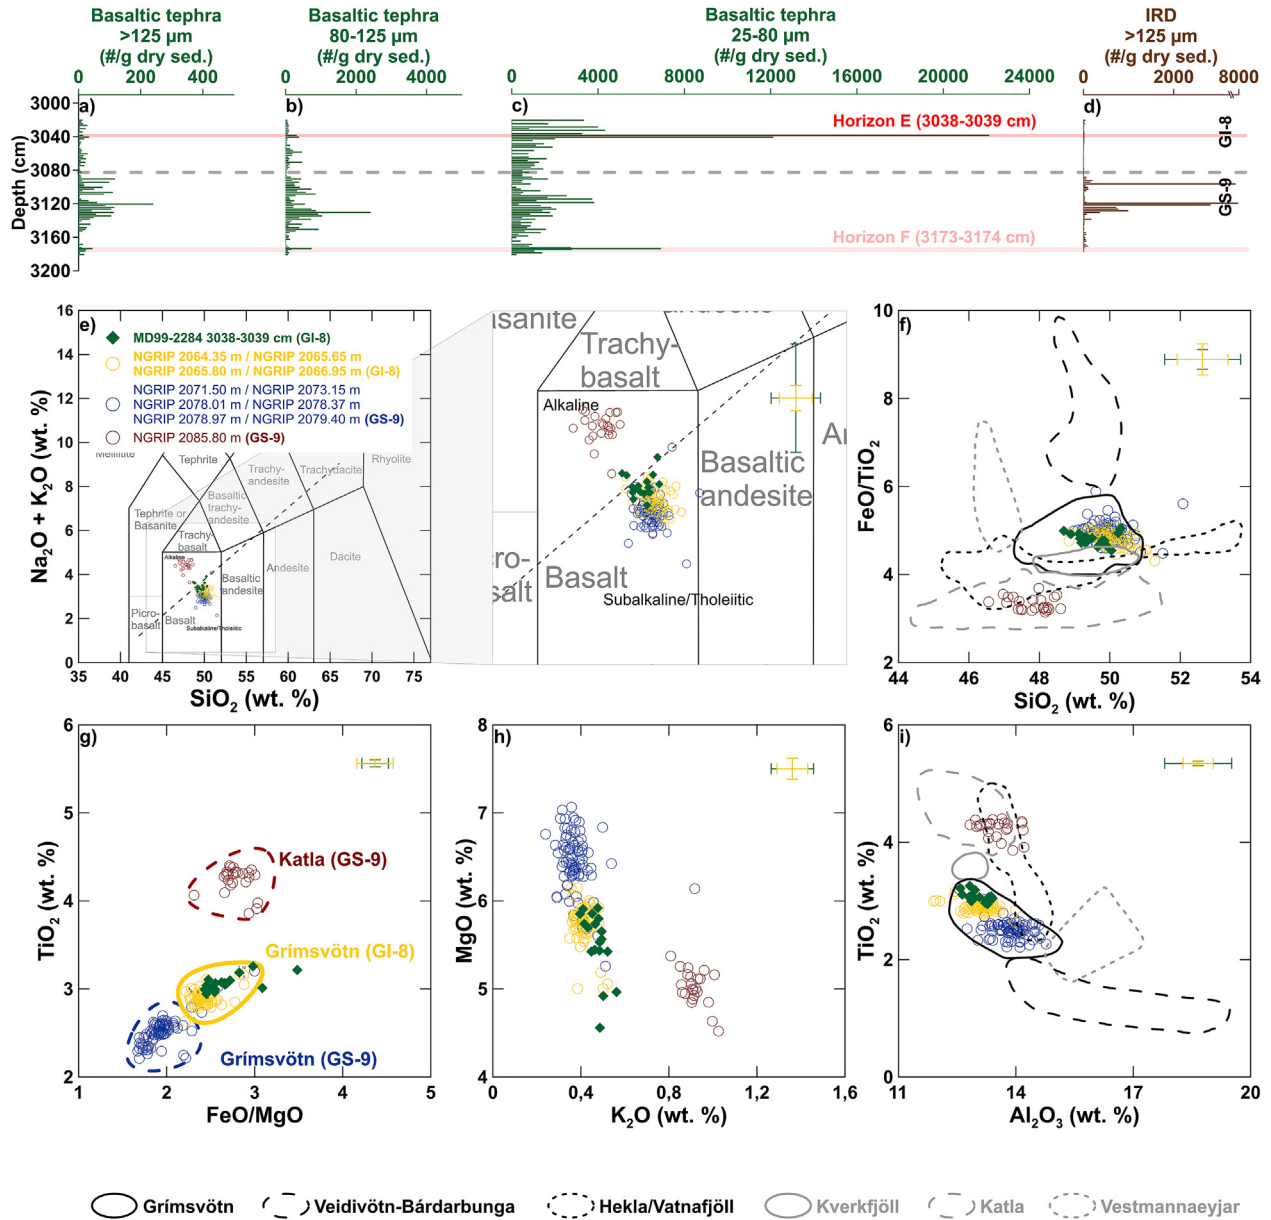 Basaltic tephra
>125 µm
(#/g dry sed.)
0 200 400
Basaltic tephra
80-125 µm
(#/g dry sed.)
0 2000 4000
Basaltic tephra
25-80 µm
(#/g dry sed.)
0 4000 8000 12000 16000 20000 24000
IRD
>125 µm
(#/g dry sed.)
0 2000 8000
Depth (cm)
3000
3040
3080
3120
3160
3200
a)
b)
c)
d)
Horizon E (3038-3039 cm)
Horizon F (3173-3174 cm)
GI-8
GS-9
e)
MD99-2284 3038-3039 cm (GI-8)
NGRIP 2064.35 m / NGRIP 2065.65 m
NGRIP 2065.80 m / NGRIP 2066.95 m (GI-8)
NGRIP 2071.50 m / NGRIP 2073.15 m
NGRIP 2078.01 m / NGRIP 2078.37 m
NGRIP 2078.97 m / NGRIP 2079.40 m (GS-9)
NGRIP 2085.80 m (GS-9)
Na2O + K2O (wt. %)
16
14
12
10
8
6
4
2
0
Melilite
Tephrite
Trachy-
andesite
Trachydacite
Rhyolite
Tephrite or
Basanite
Basaltic
trachy-
andesite
Trachy-
basalt
Alkaline
Basaltic
andesite
Andesite
Dacite
Picro-
basalt
Basalt
Subalkaline/Tholeiitic
35 40 45 50 55 60 65 70 75
SiO2 (wt. %)
asanite
andesite
Trachy-
basalt
Alkaline
Basaltic
andesite
Ar
cro-
salt
Basalt
Subalkaline/Tholeiitic
f)
FeO/TiO2
10
8
6
4
2
44 46 48 50 52 54
SiO2 (wt. %)
g)
TiO2 (wt. %)
6
5
4
3
2
Katla (GS-9)
Grímsvötn (GI-8)
Grímsvötn (GS-9)
1 2 3 4 5
FeO/MgO
h)
MgO (wt. %)
8
7
6
5
4
0 0,4 0,8 1,2 1,6
K2O (wt. %)
i)
TiO2 (wt. %)
6
4
2
0
11 14 17 20
Al2O3 (wt. %)
Grímsvötn
Veidivötn-Bárdarbunga
Hekla/Vatnafjöll
Kverkfjöll
Katla
Vestmannaeyjar